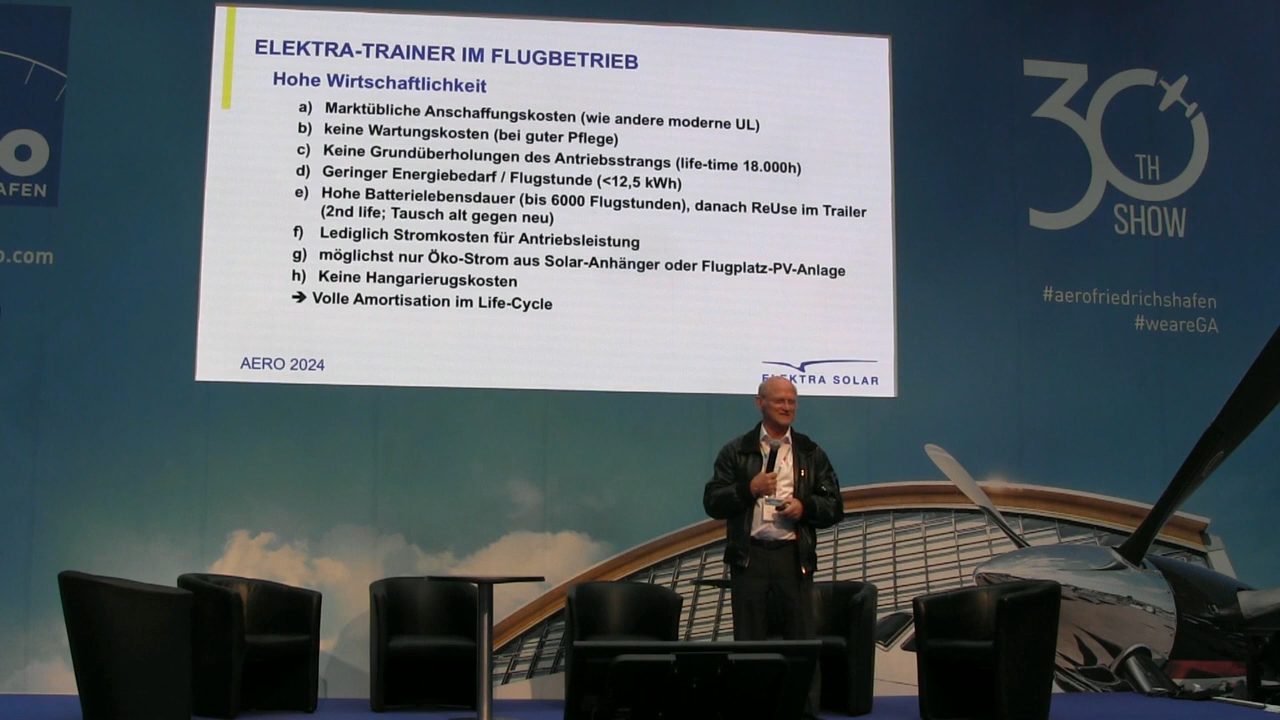 ELEKTRA-TRAINER IM FLUGBETRIEB
Hohe Wirtschaftlichkeit
a) Marktübliche Anschaffungskosten (wie andere moderne UL)
b) keine Wartungskosten (bei guter Pflege)
c) Keine Grundüberholungen des Antriebsstrangs (life-time 18.000h)
d) Geringer Energiebedarf / Flugstunde (<12,5 kWh)
e) Hohe Batterielebensdauer (bis 6000 Flugstunden), danach ReUse im Trailer
(2nd life; Tausch alt gegen neu)
f) Lediglich Stromkosten für Antriebsleistung
g) möglichst nur Öko-Strom aus Solar-Anhänger oder Flugplatz-PV-Anlage
h) Keine Hangarierugskosten
➔ Volle Amortisation im Life-Cycle
AERO 2024
ELEKTRA SOLAR
30
TH
SHOW
#aerofriedrichshafen
#weareGA
O
AFEN
o.com